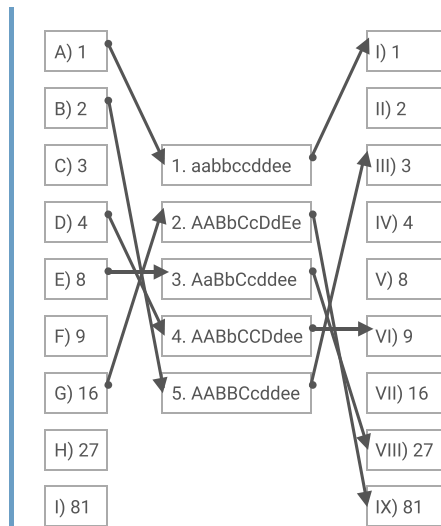 A) 1
B) 2
C) 3
D) 4
E) 8
F) 9
G) 16
H) 27
I) 81
1. aabbccddee
2. AABbCcDdEe
3. AaBbCcddee
4. AABbCCDdee
5. AABBCcddee
I) 1
II) 2
III) 3
IV) 4
V) 8
VI) 9
VII) 16
VIII) 27
IX) 81